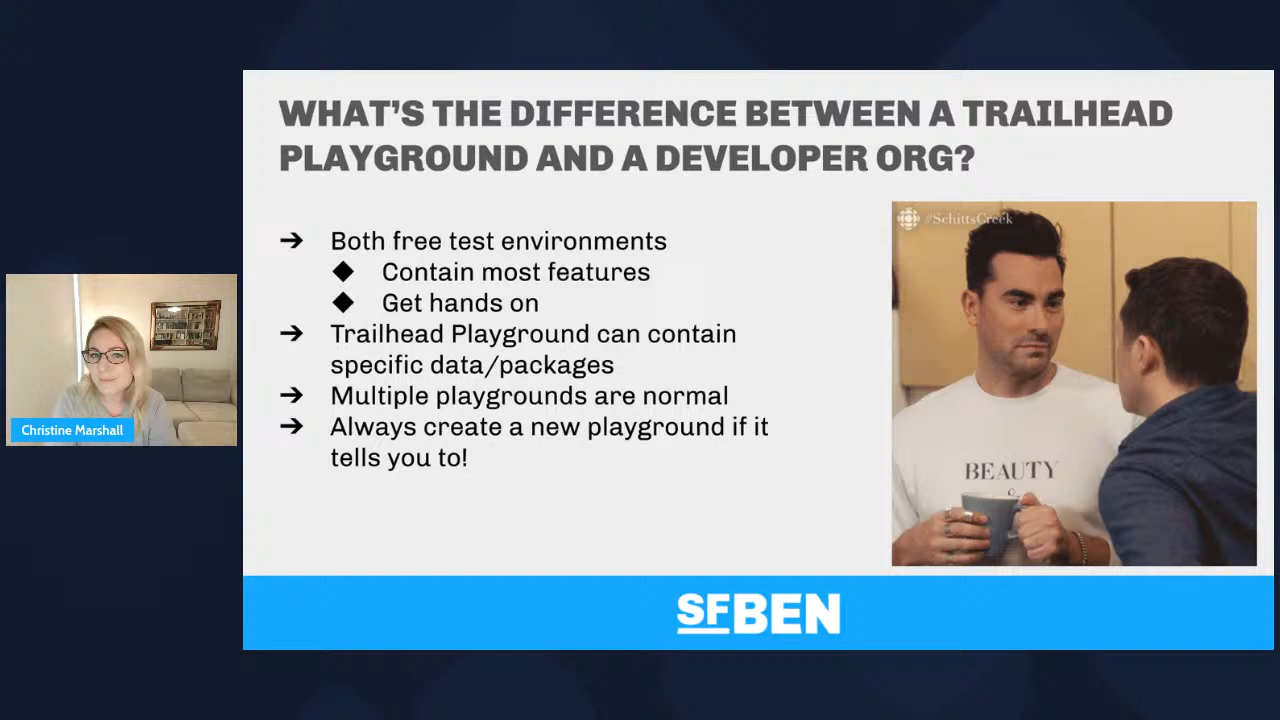 WHAT'S THE DIFFERENCE BETWEEN A TRAILHEAD
PLAYGROUND AND A DEVELOPER ORG?
➔ Both free test environments
◆ Contain most features
◆ Get hands on
➔ Trailhead Playground can contain
specific data/packages
➔ Multiple playgrounds are normal
➔ Always create a new playground if it
tells you to!
#SchittsCreek
BEAUTY
&
Christine Marshall
SFBEN